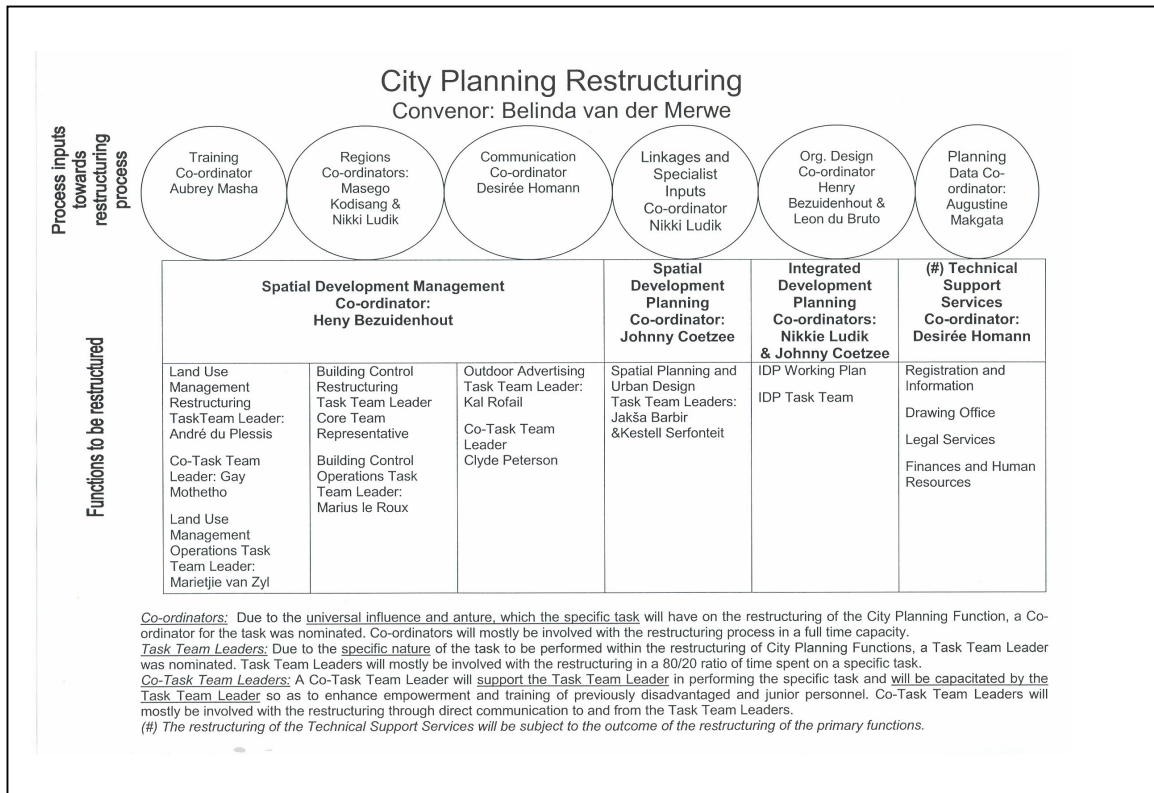 City Planning Restructuring
Convenor: Belinda van der Merwe
Process inputs
towards
restructuring
process
Training
Co-ordinator
Aubrey Masha
Regions
Co-ordinators:
Masego
Kodisang &
Nikki Ludik
Communication
Co-ordinator
Desirée Homann
Linkages and
Specialist
Inputs
Co-ordinator
Nikki Ludik
Org. Design
Co-ordinator
Henry
Bezuidenhout &
Leon du Bruto
Planning
Data Co-
ordinator:
Augustine
Makgata
Functions to be restructured
Spatial Development Management
Co-ordinator:
Heny Bezuidenhout
Spatial
Development
Planning
Co-ordinator:
Johnny Coetzee
Integrated
Development
Planning
Co-ordinators:
Nikkie Ludik
& Johnny Coetzee
(#) Technical
Support
Services
Co-ordinator:
Desirée Homann
Land Use
Management
Restructuring
TaskTeam Leader:
André du Plessis
Co-Task Team
Leader: Gay
Mothetho
Land Use
Management
Operations Task
Team Leader:
Marietjie van Zyl
Building Control
Restructuring
Task Team Leader
Core Team
Representative
Building Control
Operations Task
Team Leader:
Marius le Roux
Outdoor Advertising
Task Team Leader:
Kal Rofail
Co-Task Team
Leader
Clyde Peterson
Spatial Planning and
Urban Design
Task Team Leaders:
Jakša Barbir
&Kestell Serfonteit
IDP Working Plan
IDP Task Team
Registration and
Information
Drawing Office
Legal Services
Finances and Human
Resources
Co-ordinators: Due to the universal influence and anture, which the specific task will have on the restructuring of the City Planning Function, a Co-
ordinator for the task was nominated. Co-ordinators will mostly be involved with the restructuring process in a full time capacity.
Task Team Leaders: Due to the specific nature of the task to be performed within the restructuring of City Planning Functions, a Task Team Leader
was nominated. Task Team Leaders will mostly be involved with the restructuring in a 80/20 ratio of time spent on a specific task.
Co-Task Team Leaders: A Co-Task Team Leader will support the Task Team Leader in performing the specific task and will be capacitated by the
Task Team Leader so as to enhance empowerment and training of previously disadvantaged and junior personnel. Co-Task Team Leaders will
mostly be involved with the restructuring through direct communication to and from the Task Team Leaders.
(#) The restructuring of the Technical Support Services will be subject to the outcome of the restructuring of the primary functions.